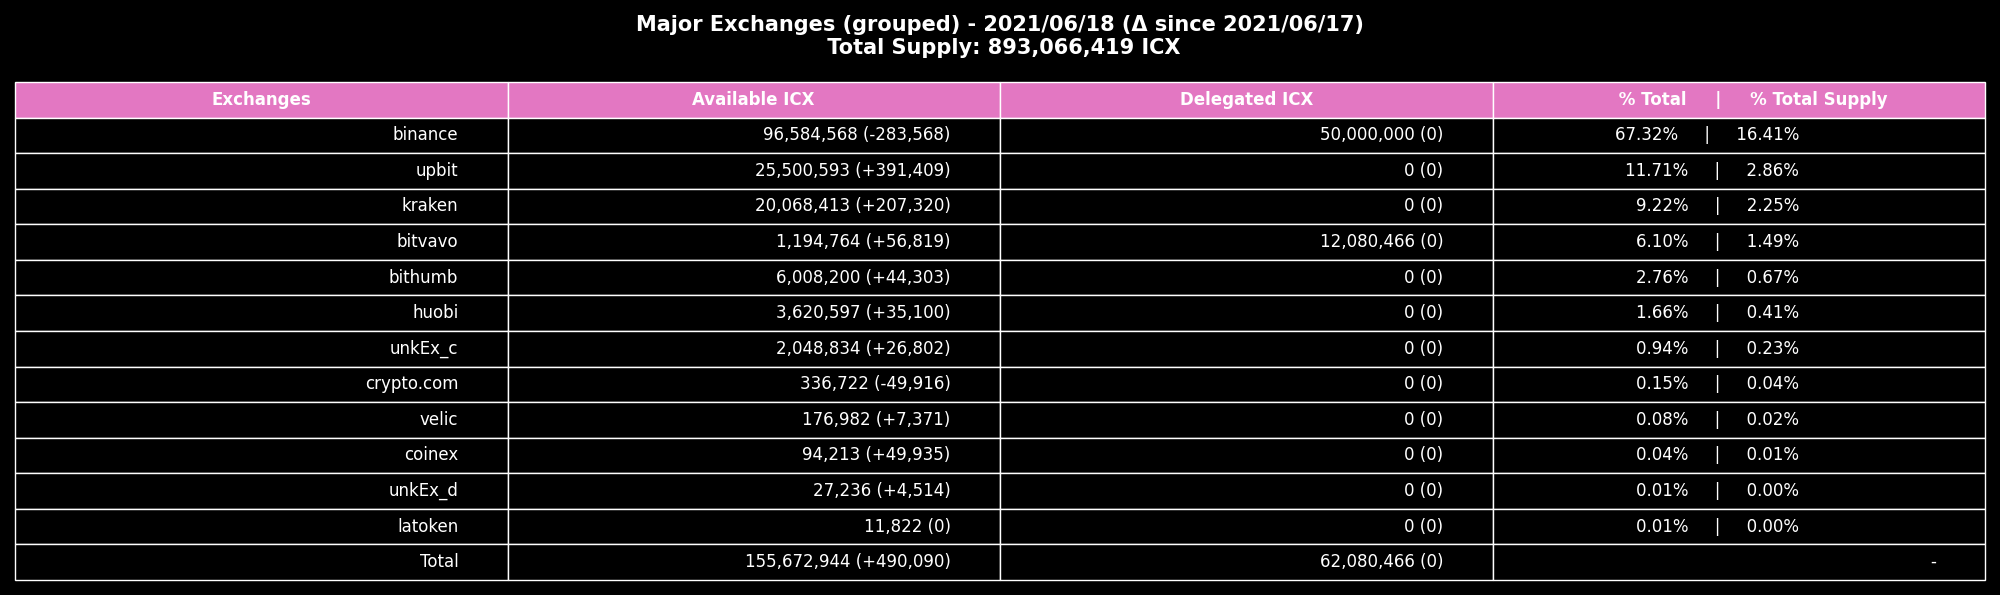 Major Exchanges (grouped) - 2021/06/18 (Δ since 2021/06/17)
Total Supply: 893,066,419 ICX
Exchanges Available ICX Delegated ICX % Total | % Total Supply
binance 96,584,568 (-283,568) 50,000,000 (0) 67.32% | 16.41%
upbit 25,500,593 (+391,409) 0 (0) 11.71% | 2.86%
kraken 20,068,413 (+207,320) 0 (0) 9.22% | 2.25%
bitvavo 1,194,764 (+56,819) 12,080,466 (0) 6.10% | 1.49%
bithumb 6,008,200 (+44,303) 0 (0) 2.76% | 0.67%
huobi 3,620,597 (+35,100) 0 (0) 1.66% | 0.41%
unkEx_c 2,048,834 (+26,802) 0 (0) 0.94% | 0.23%
crypto.com 336,722 (-49,916) 0 (0) 0.15% | 0.04%
velic 176,982 (+7,371) 0 (0) 0.08% | 0.02%
coinex 94,213 (+49,935) 0 (0) 0.04% | 0.01%
unkEx_d 27,236 (+4,514) 0 (0) 0.01% | 0.00%
latoken 11,822 (0) 0 (0) 0.01% | 0.00%
Total 155,672,944 (+490,090) 62,080,466 (0) -